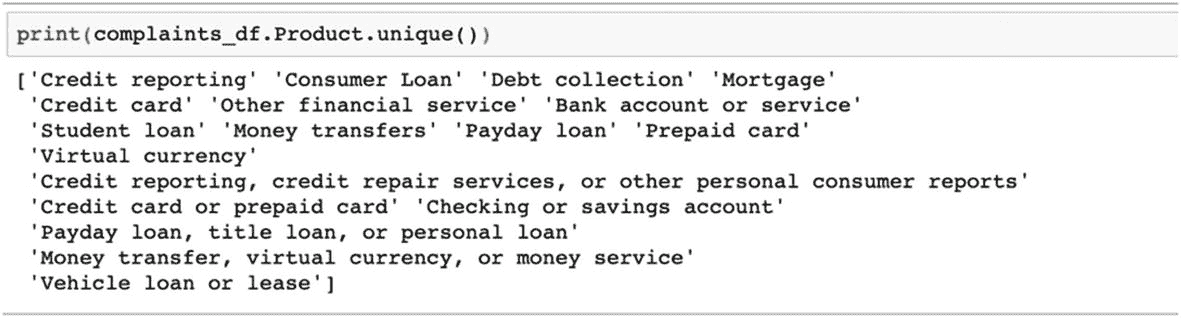 print(complaints_df.Product.unique())
['Credit reporting' 'Consumer Loan' 'Debt collection' 'Mortgage'
'Credit card' 'Other financial service' 'Bank account or service'
'Student loan' 'Money transfers' 'Payday loan' 'Prepaid card'
'Virtual currency'
'Credit reporting, credit repair services, or other personal consumer reports'
'Credit card or prepaid card' 'Checking or savings account'
'Payday loan, title loan, or personal loan'
'Money transfer, virtual currency, or money service'
'Vehicle loan or lease']